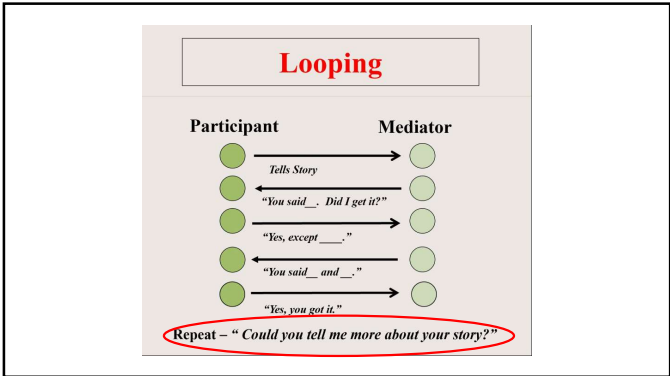 Looping
Participant Mediator
Tells Story
“You said__. Did I get it?”
“Yes, except ____.”
“You said__ and __.”
“Yes, you got it.”
Repeat – “ Could you tell me more about your story?”